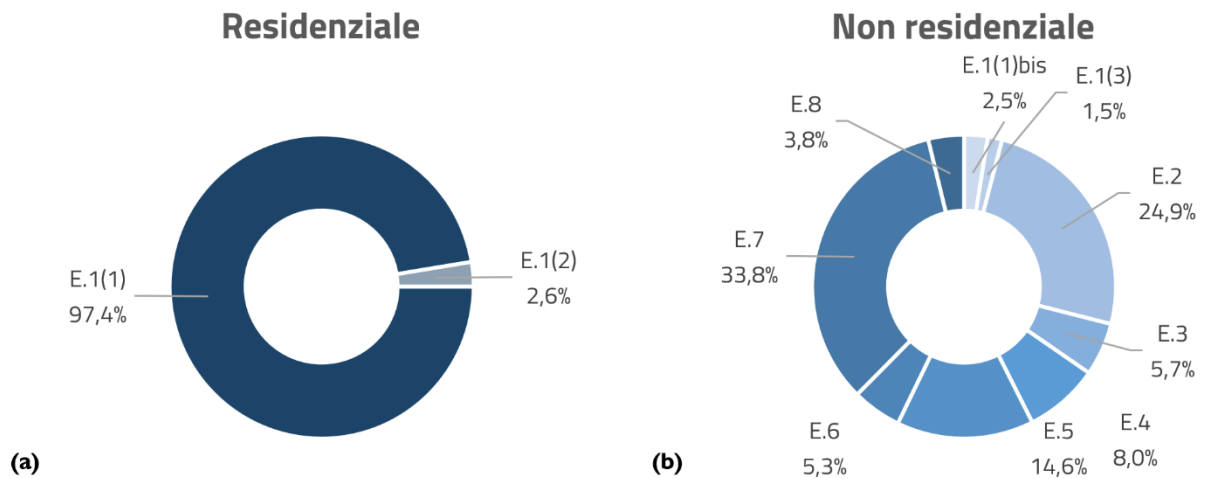 Residenziale
E.1(1)
97,4%
E.1(2)
2,6%
(a)
Non residenziale
E.1(1)bis
2,5%
E.1(3)
1,5%
E.2
24,9%
E.3
5,7%
E.4
8,0%
E.5
14,6%
E.6
5,3%
E.7
33,8%
E.8
3,8%
(b)